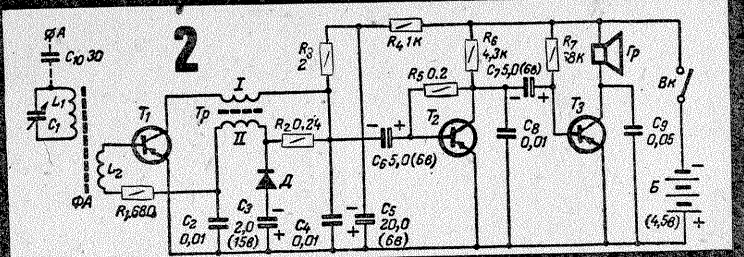 2
ФА
C10 30
L1
C1
ФА
L2
T1
R1 680
I
Тр
II
R2 0,24
Д
C2
0,01
C3
2,0
(15в)
R3
2
C4
0,01
C5
20,0
(6в)
R4 1к
R5 0.2
C6 5,0(6в)
T2
R6
4,3к
C7 5,0(6в)
C8
0,01
R7
T3
Гр
C9
0,05
Вк
Б
(4,5в)
− +